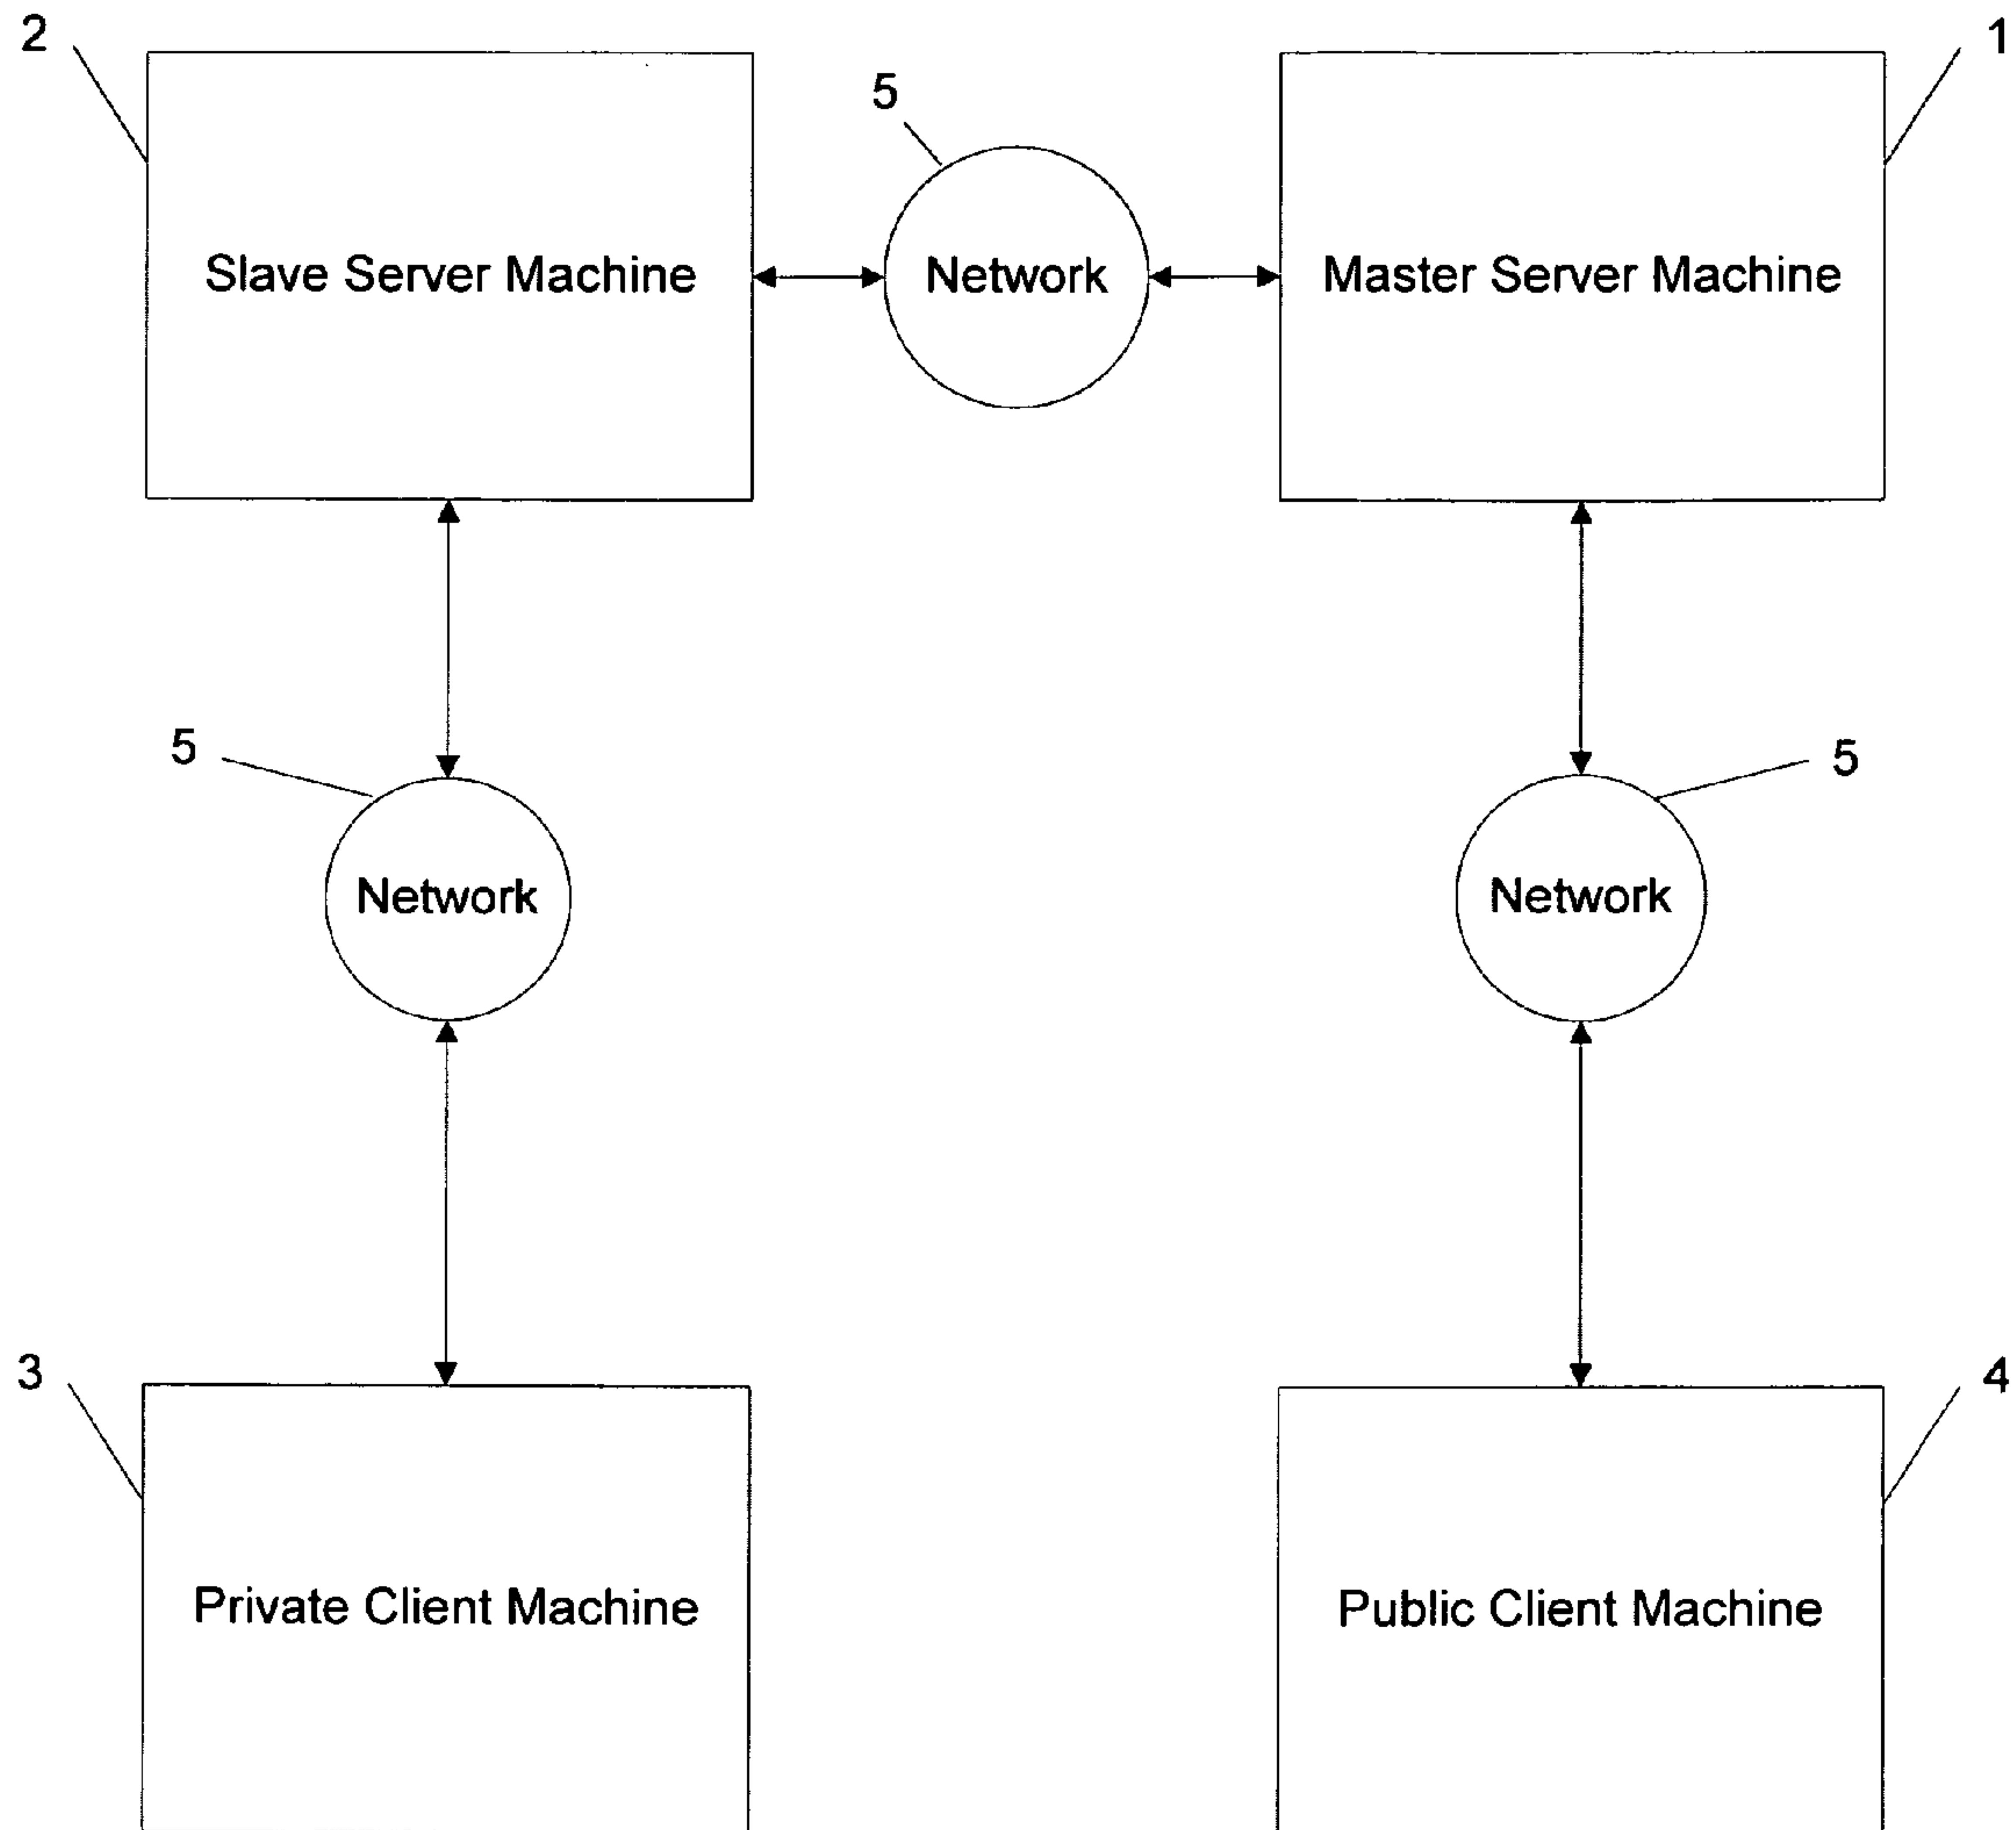 2
1
5
Slave Server Machine
Network
Master Server Machine
5
5
Network
Network
3
4
Private Client Machine
Public Client Machine